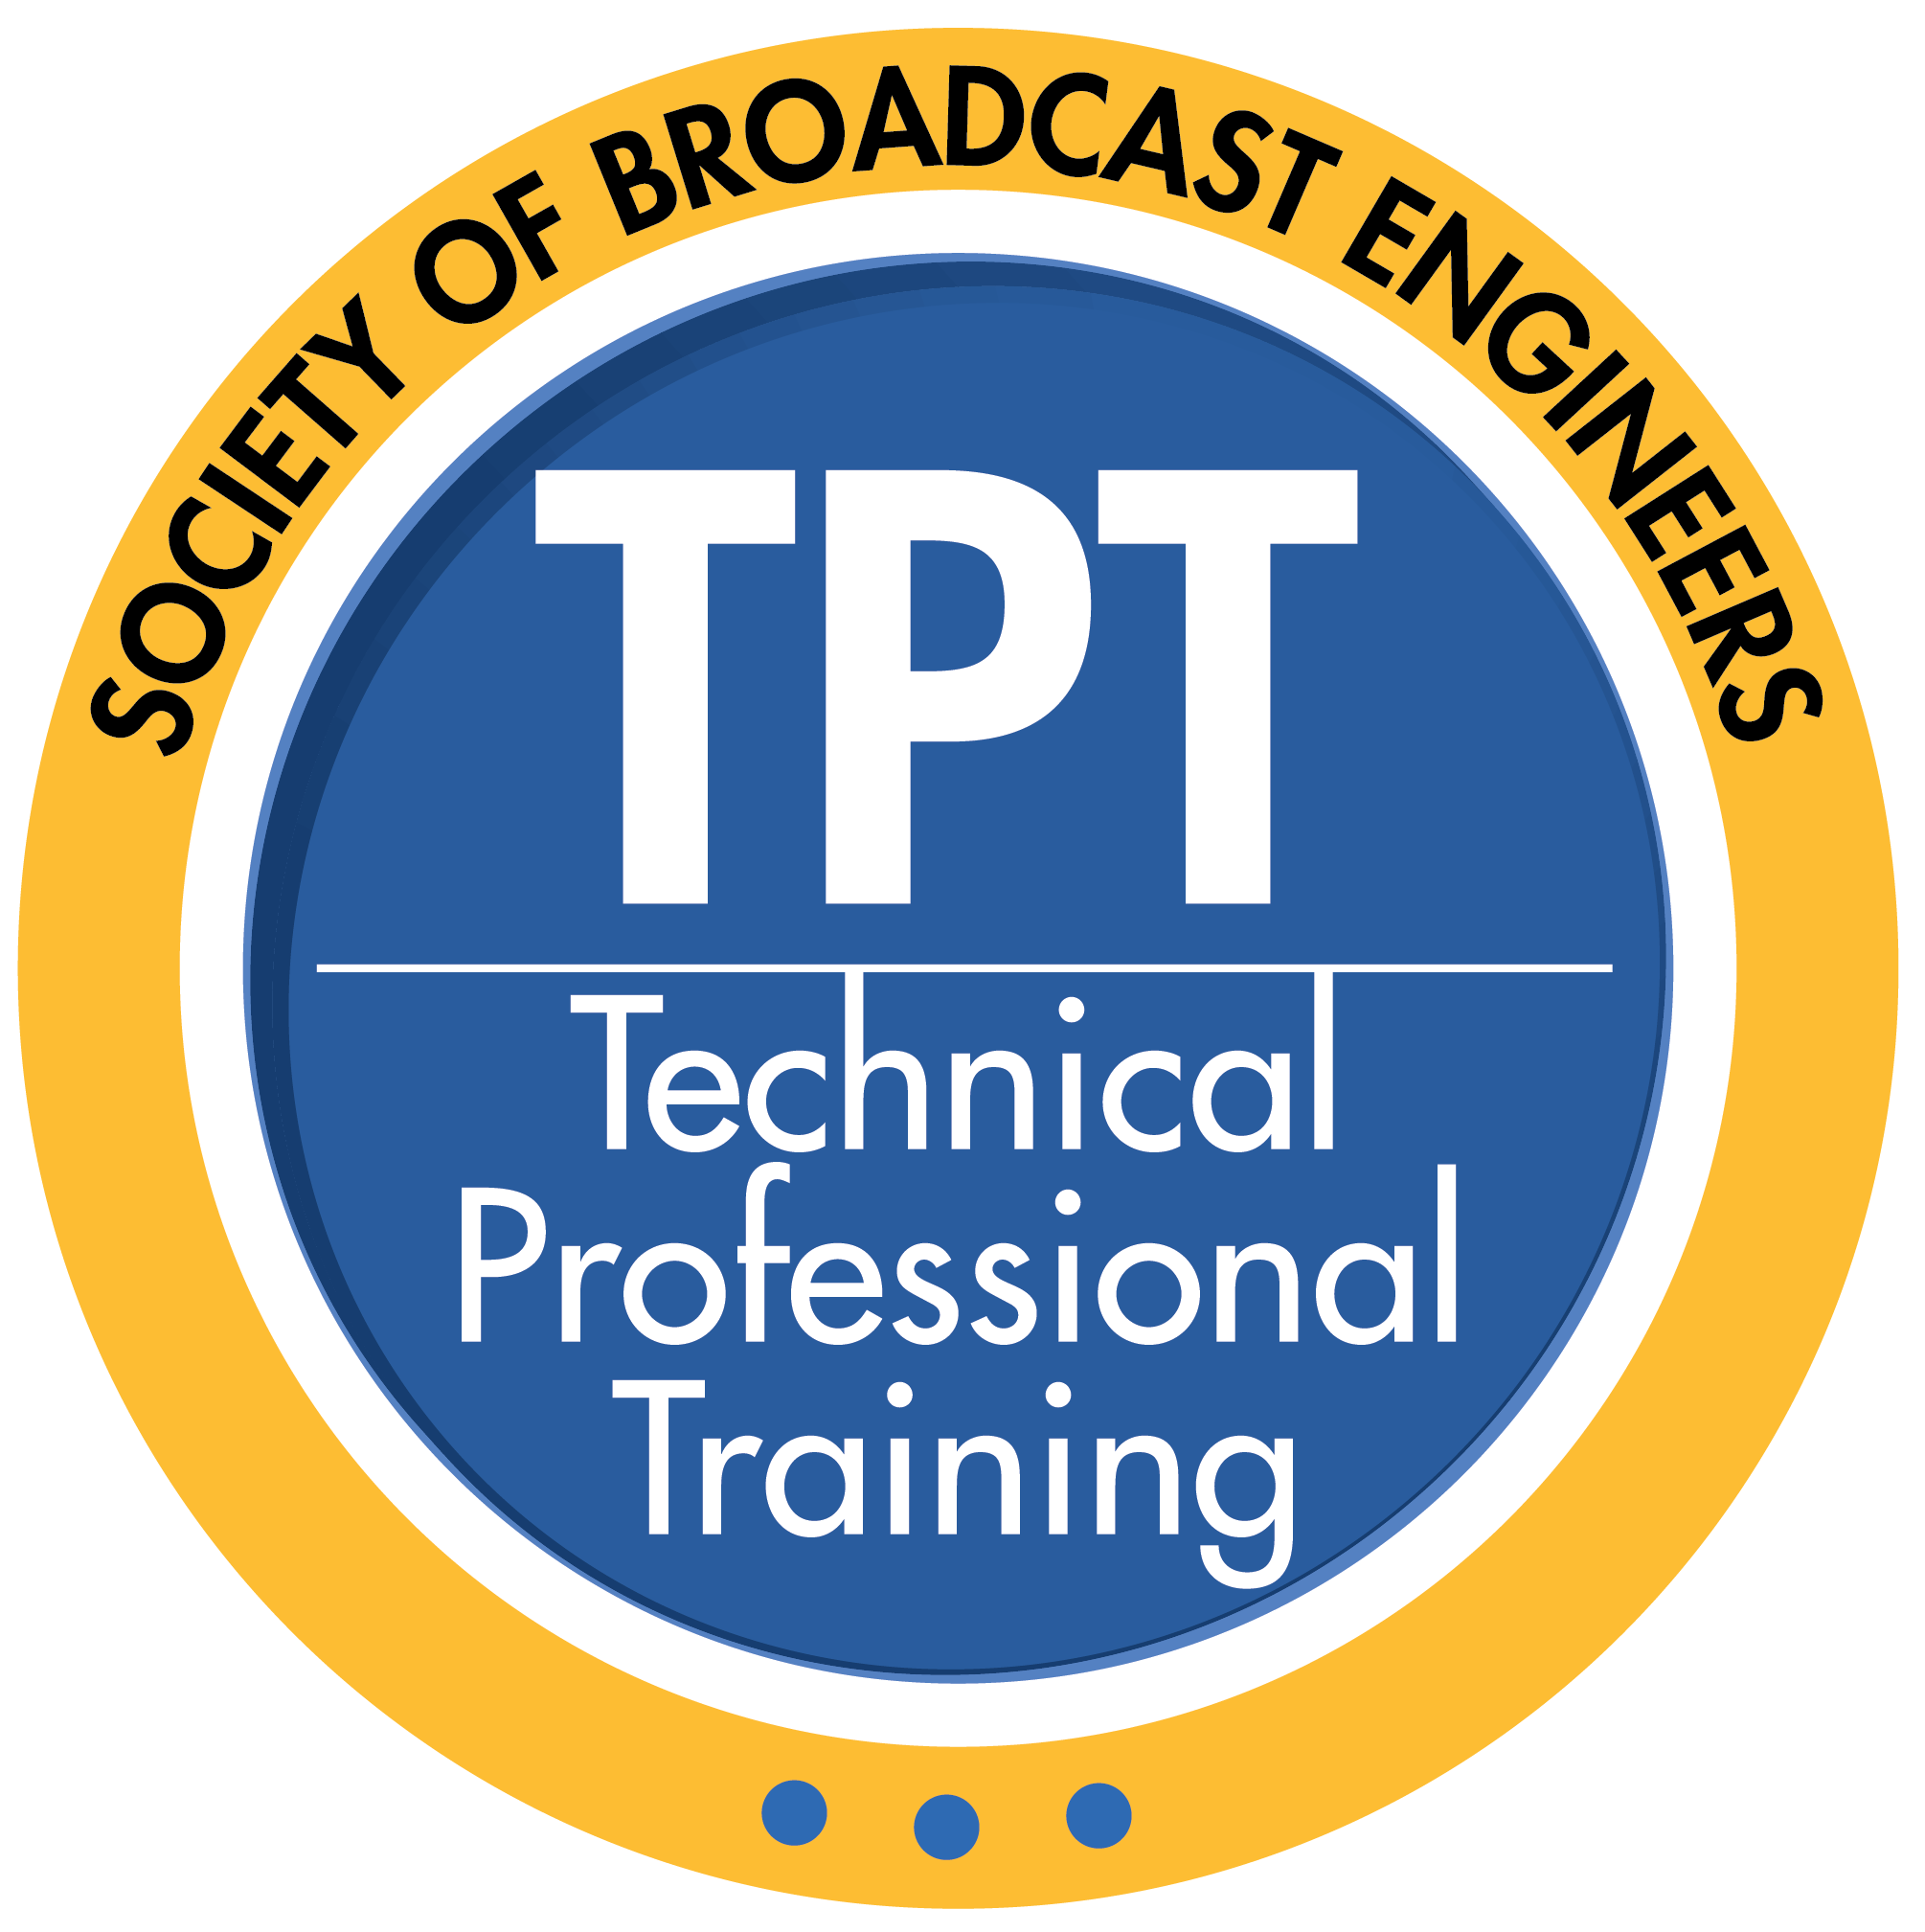 SOCIETY OF BROADCAST ENGINEERS
TPT
Technical
Professional
Training